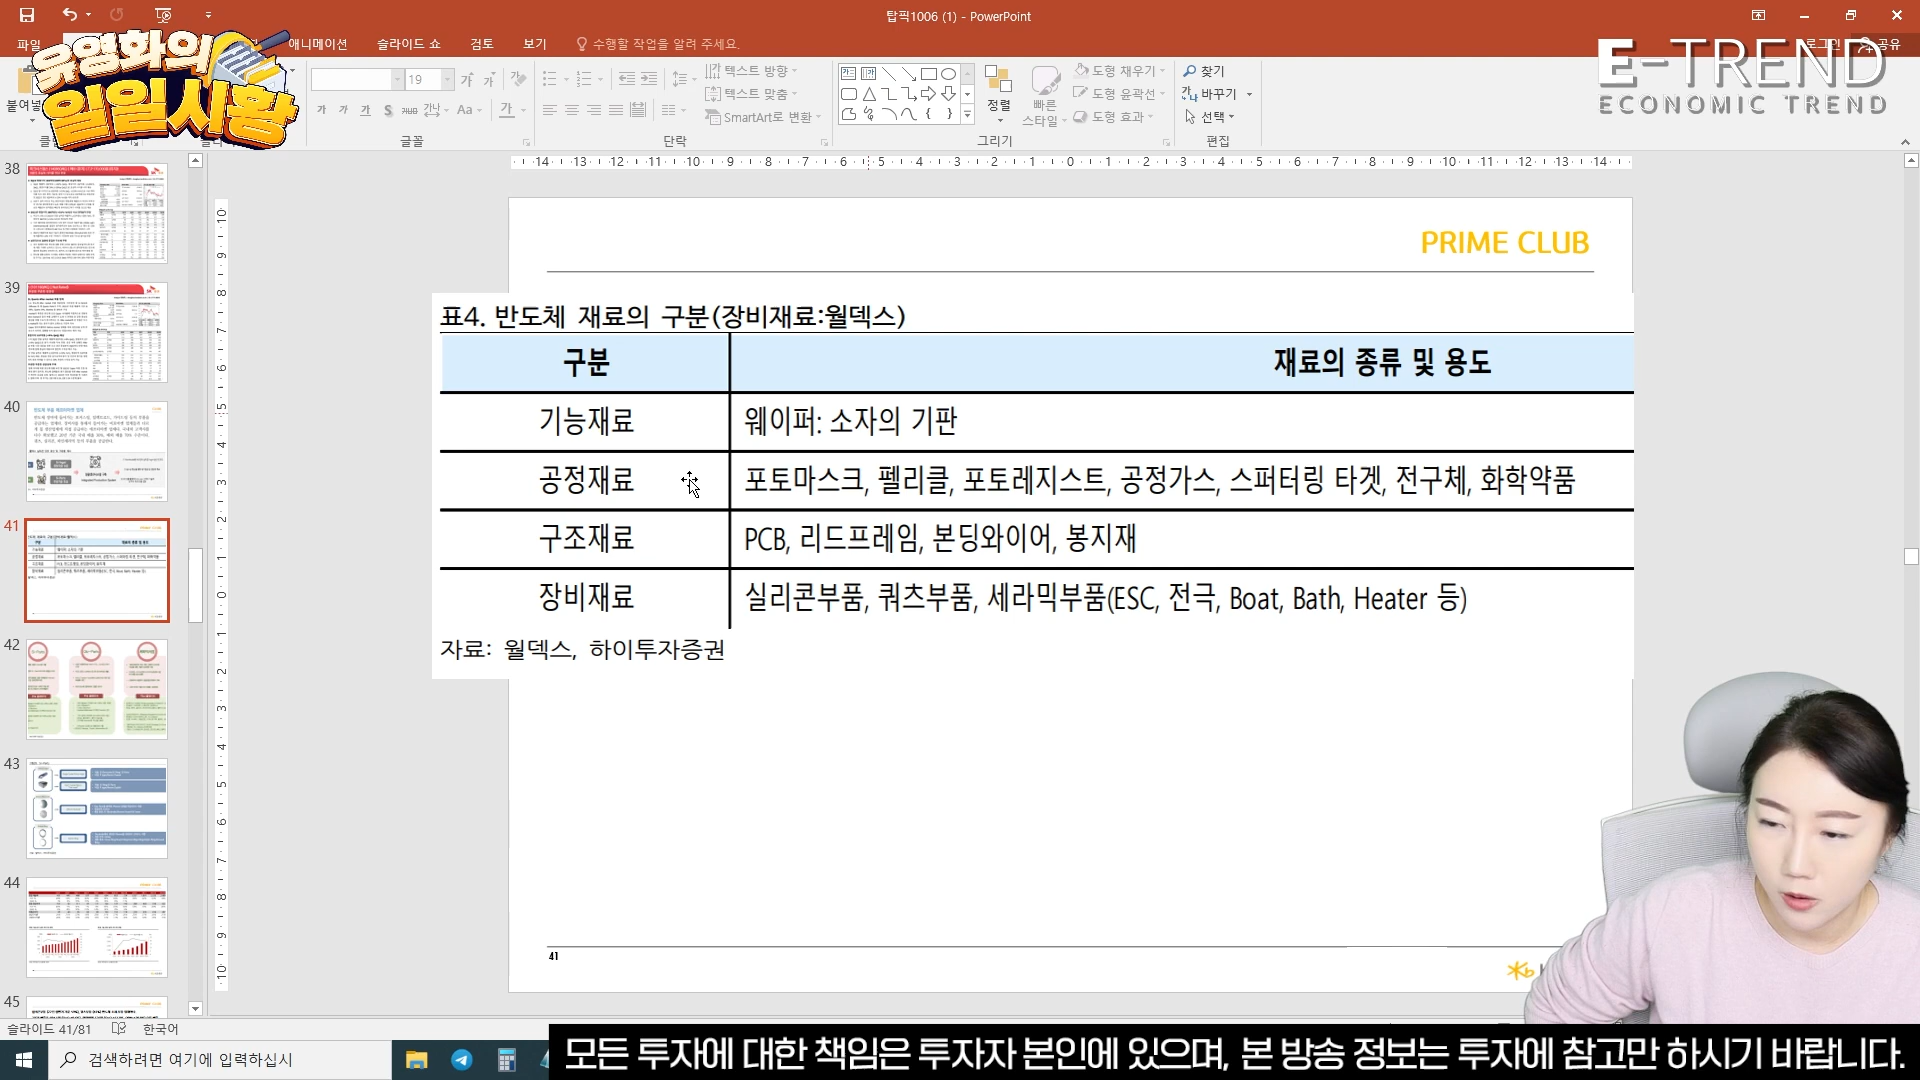 탑픽1006 (1) - PowerPoint
파일
애니메이션
슬라이드 쇼
검토
보기
수행할 작업을 알려 주세요.
로그인
공유
유영화의
일일시황
E-TREND
ECONOMIC TREND
19
텍스트 방향
텍스트 맞춤
SmartArt로 변환
정렬
빠른
스타일
도형 채우기
도형 윤곽선
도형 효과
찾기
바꾸기
선택
글꼴
단락
그리기
편집
38
39
40
41
42
43
44
45
PRIME CLUB
표4. 반도체 재료의 구분(장비재료:월덱스)
구분
재료의 종류 및 용도
기능재료
웨이퍼: 소자의 기판
공정재료
포토마스크, 펠리클, 포토레지스트, 공정가스, 스퍼터링 타겟, 전구체, 화학약품
구조재료
PCB, 리드프레임, 본딩와이어, 봉지재
장비재료
실리콘부품, 쿼츠부품, 세라믹부품(ESC, 전극, Boat, Bath, Heater 등)
자료: 월덱스, 하이투자증권
41
슬라이드 41/81
한국어
검색하려면 여기에 입력하십시
모든 투자에 대한 책임은 투자자 본인에 있으며, 본 방송 정보는 투자에 참고만 하시기 바랍니다.